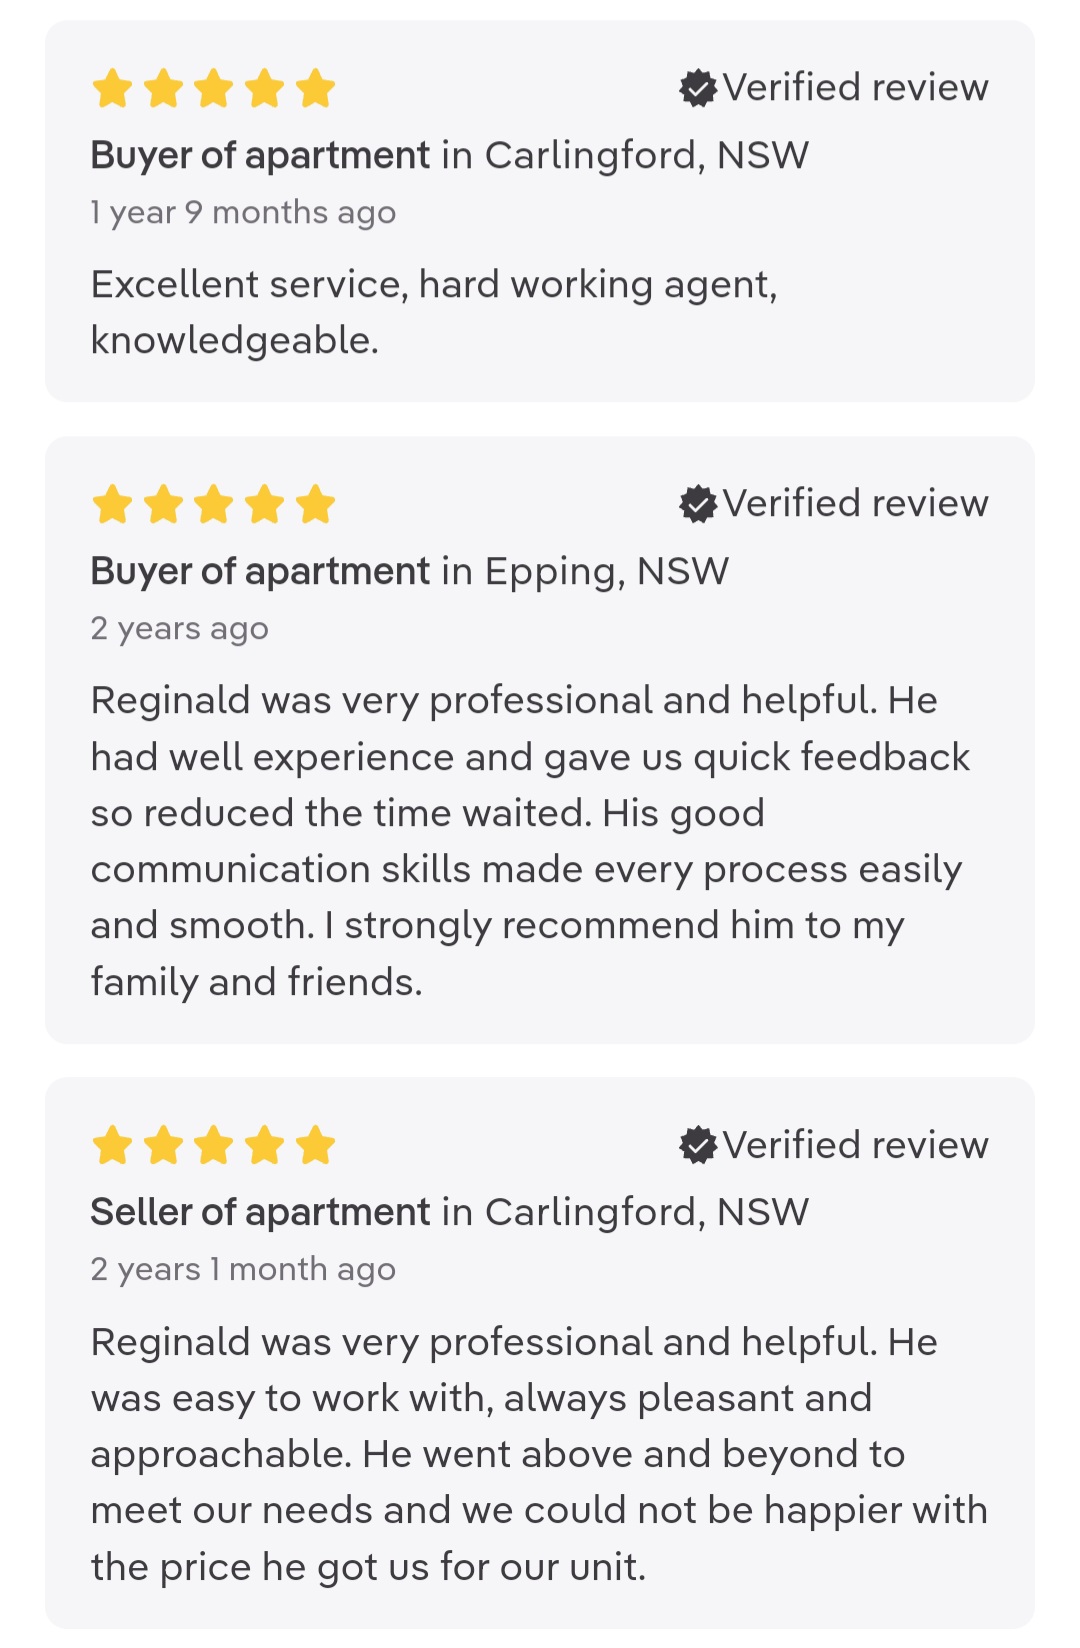 Verified review
Buyer of apartment in Carlingford, NSW
1 year 9 months ago
Excellent service, hard working agent,
knowledgeable.
Verified review
Buyer of apartment in Epping, NSW
2 years ago
Reginald was very professional and helpful. He
had well experience and gave us quick feedback
so reduced the time waited. His good
communication skills made every process easily
and smooth. I strongly recommend him to my
family and friends.
Verified review
Seller of apartment in Carlingford, NSW
2 years 1 month ago
Reginald was very professional and helpful. He
was easy to work with, always pleasant and
approachable. He went above and beyond to
meet our needs and we could not be happier with
the price he got us for our unit.